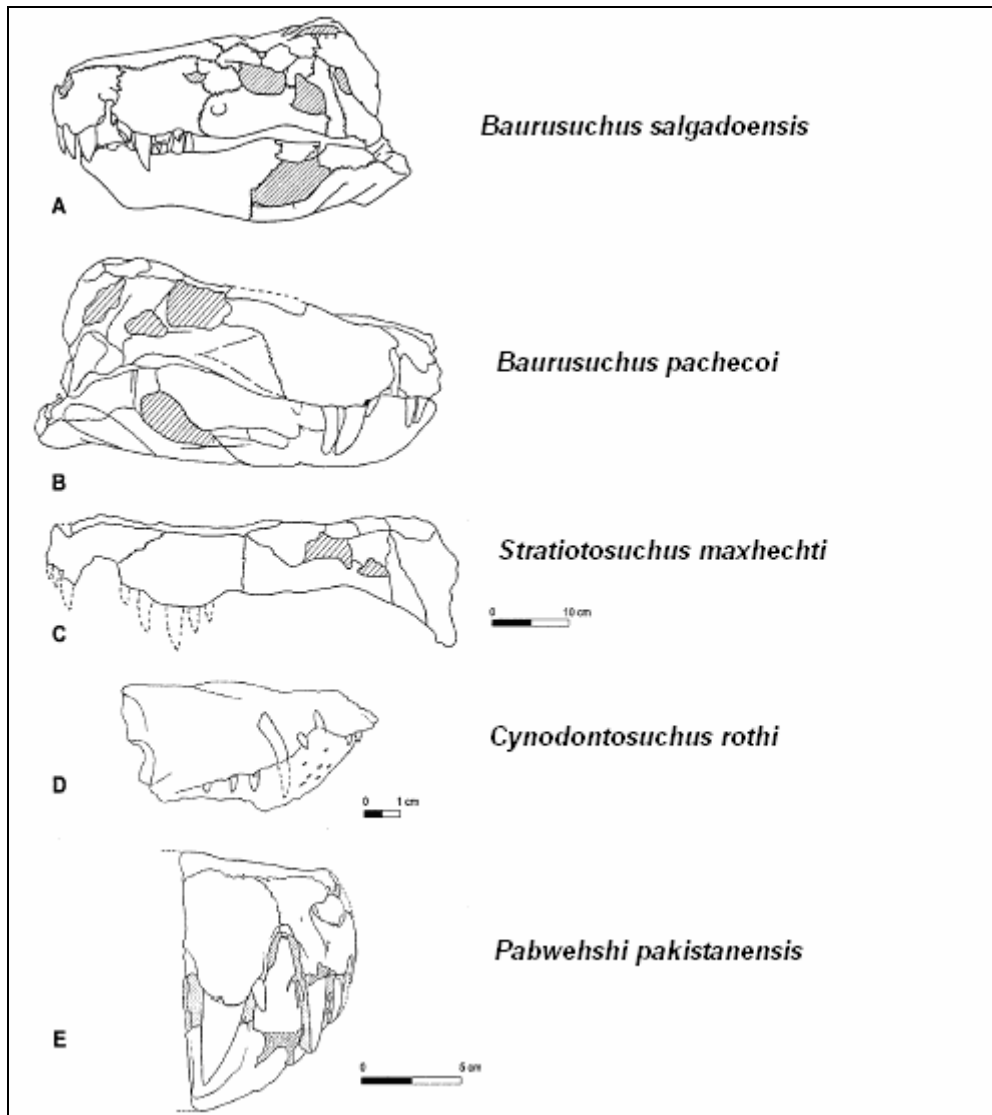 Baurusuchus salgadoensis
A
Baurusuchus pachecoi
B
Stratiotosuchus maxhechti
0 10 cm
C
Cynodontosuchus rothi
D
0 1 cm
Pabwehshi pakistanensis
E
0 5 cm